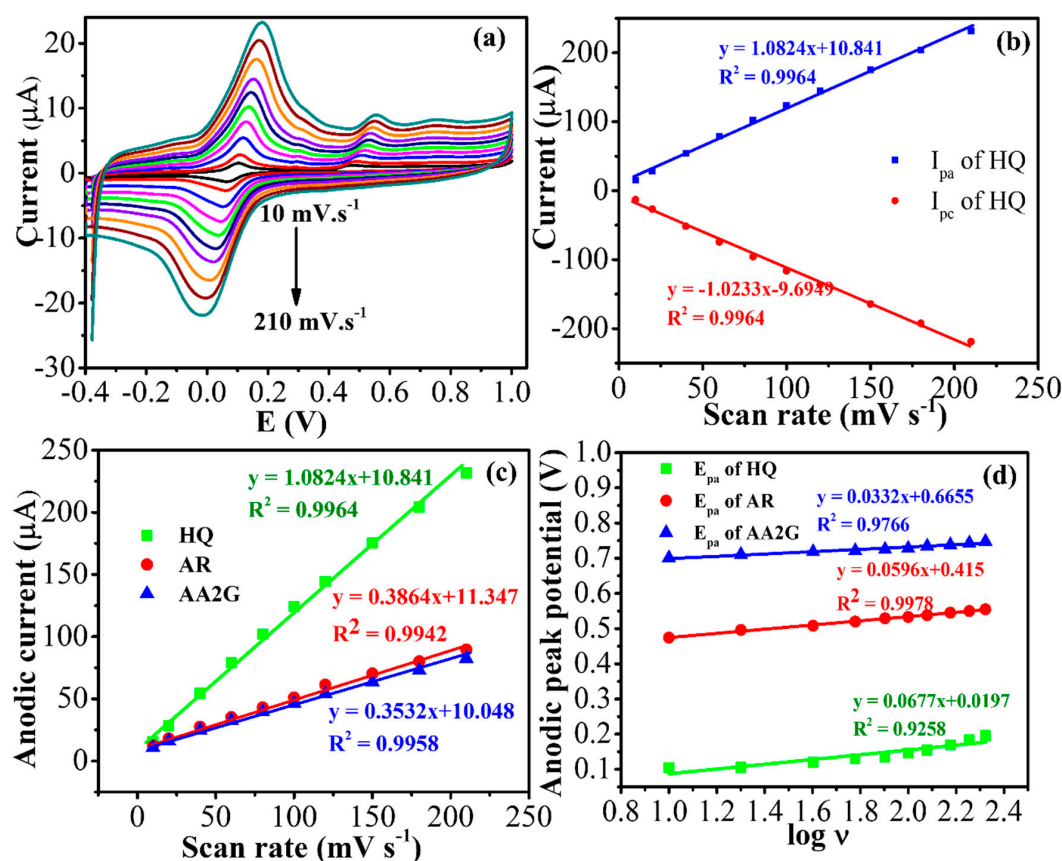 (a)
Current (µA)
30
20
10
0
-10
-20
-30
10 mV.s⁻¹
210 mV.s⁻¹
-0.4 -0.2 0.0 0.2 0.4 0.6 0.8 1.0
E (V)
(b)
Current (µA)
200
100
0
-100
-200
y = 1.0824x+10.841
R² = 0.9964
I_pa of HQ
I_pc of HQ
y = -1.0233x-9.6949
R² = 0.9964
0 50 100 150 200 250
Scan rate (mV s⁻¹)
(c)
Anodic current (µA)
250
200
150
100
50
0
y = 1.0824x+10.841
R² = 0.9964
HQ
AR
AA2G
y = 0.3864x+11.347
R² = 0.9942
y = 0.3532x+10.048
R² = 0.9958
0 50 100 150 200 250
Scan rate (mV s⁻¹)
(d)
Anodic peak potential (V)
1.0
0.9
0.8
0.7
0.6
0.5
0.4
0.3
0.2
0.1
E_pa of HQ
E_pa of AR
E_pa of AA2G
y = 0.0332x+0.6655
R² = 0.9766
y = 0.0596x+0.415
R² = 0.9978
y = 0.0677x+0.0197
R² = 0.9258
0.8 1.0 1.2 1.4 1.6 1.8 2.0 2.2 2.4
log ν